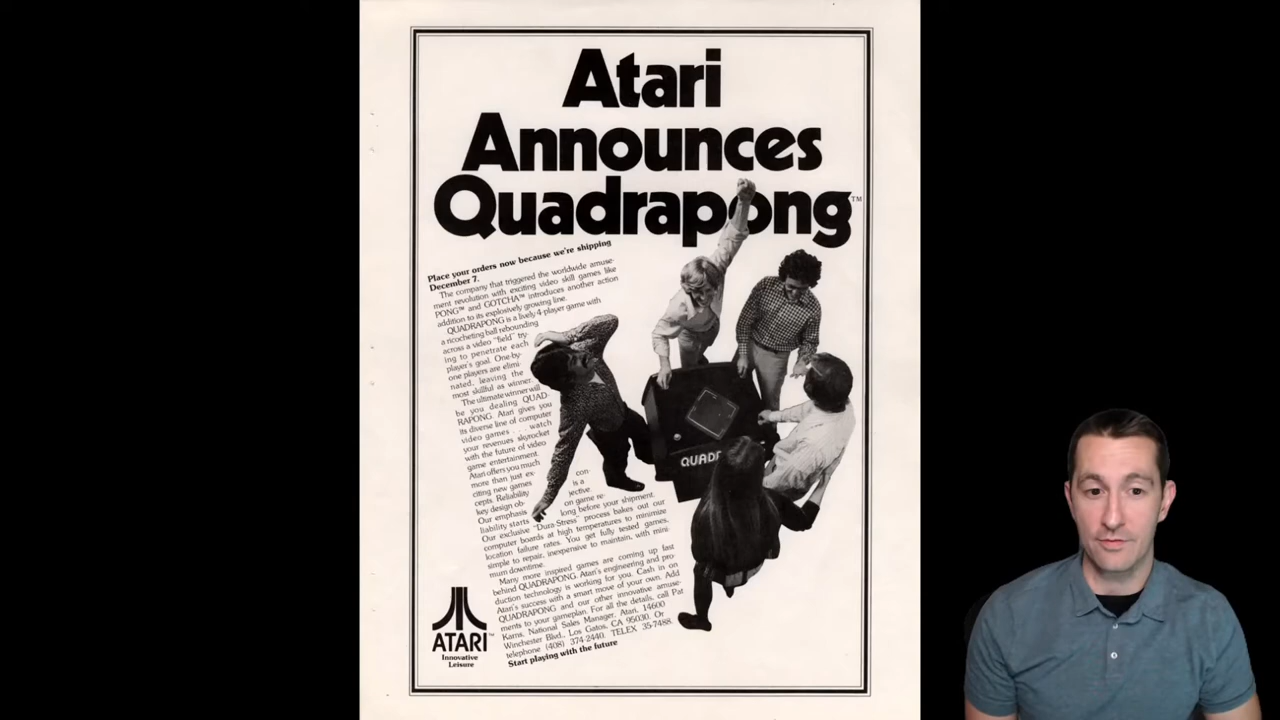 Atari
Announces
Quadrapong™
Place your orders now because we're shipping
December 7.
The company that triggered the worldwide amuse-
ment revolution with exciting video skill games like
PONG™ and GOTCHA™ introduces another action
addition to its explosively growing line.
QUADRAPONG is a lively 4-player game with
a ricocheting ball rebounding
across a video "field" try-
ing to penetrate each
player's goal. One-by-
one players are elimi-
nated, leaving the
most skillful as winner.
The ultimate winner will
be you dealing QUAD-
RAPONG. Atari gives you
its diverse line of computer
video games . . . watch
your revenues skyrocket
with the future of video
game entertainment.
Atari offers you much
more than just ex-
citing new games con-
cepts. Reliability is a
key design ob- jective.
Our emphasis on game re-
liability starts long before your shipment.
Our exclusive "Dura-Stress" process bakes out our
computer boards at high temperatures to minimize
location failure rates. You get fully tested games,
simple to repair, inexpensive to maintain, with mini-
mum downtime.
Many more inspired games are coming up fast
behind QUADRAPONG. Atari's engineering and pro-
duction technology is working for you. Cash in on
Atari's success with a smart move of your own. Add
QUADRAPONG and our other innovative amuse-
ments to your gameplan. For all the details, call Pat
Karns, National Sales Manager, Atari, 14600
Winchester Blvd., Los Gatos, CA 95030. Or
telephone (408) 374-2440. TELEX 35-7488.
Start playing with the future
QUADR
ATARI™
Innovative
Leisure